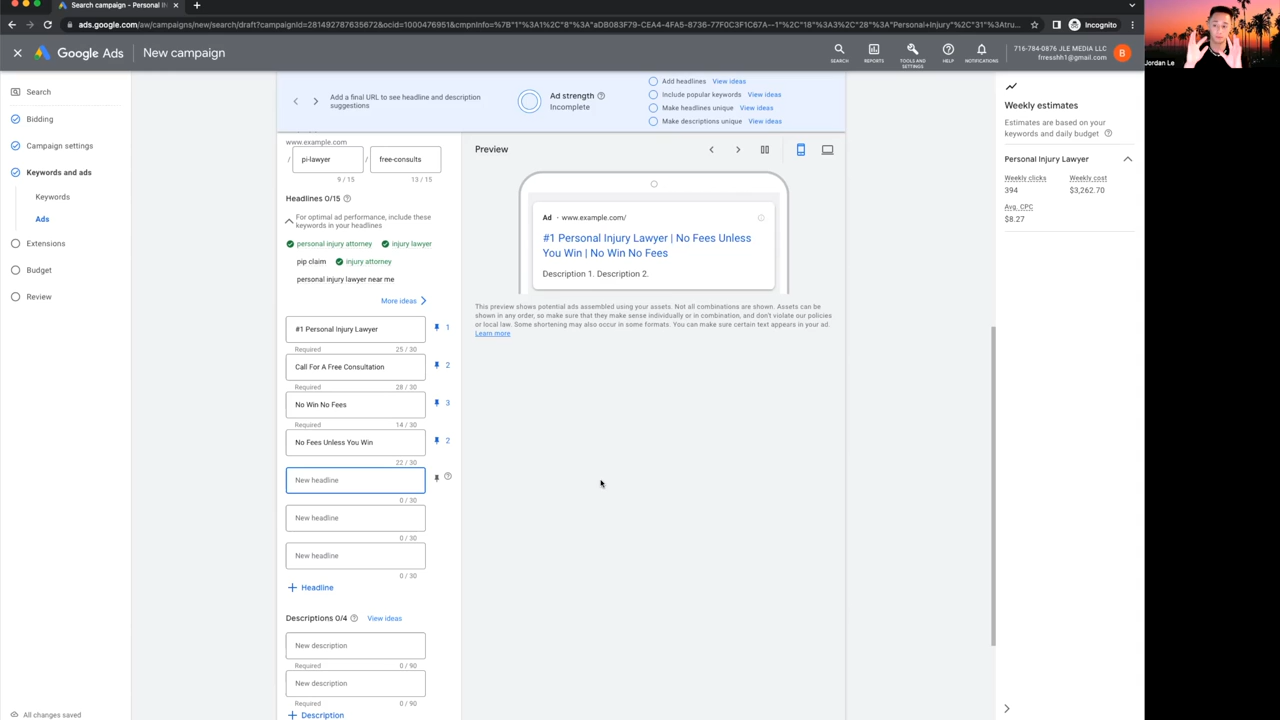 Search campaign - Personal IN
ads.google.com/aw/campaigns/new/search/draft?campaignId=281492787635672&ocid=1000476951&cmpnInfo=%7B"1%3A1%2C"8%3A"aDB083F79-CEA4-4FA5-8736-77F0C3F1C67A--1%2C"18%3A%3C"28%3A"Personal+Injury"%2C"31"%3Atru...
Incognito
Google Ads
New campaign
SEARCH
REPORTS
TOOLS AND SETTINGS
HELP
NOTIFICATIONS
716-784-0876 JLE MEDIA LLC
frresshh1@gmail.com
B
Jordan Le
Search
Bidding
Campaign settings
Keywords and ads
Keywords
Ads
Extensions
Budget
Review
All changes saved
Add a final URL to see headline and description
suggestions
Ad strength
Incomplete
Add headlines View ideas
Include popular keywords View ideas
Make headlines unique View ideas
Make descriptions unique View ideas
www.example.com
/ pi-lawyer / free-consults
9 / 15 13 / 15
Headlines 0/15
For optimal ad performance, include these
keywords in your headlines
personal injury attorney injury lawyer
pip claim injury attorney
personal injury lawyer near me
More ideas
#1 Personal Injury Lawyer 1
Required 25 / 30
Call For A Free Consultation 2
Required 28 / 30
No Win No Fees 3
Required 14 / 30
No Fees Unless You Win 2
22 / 30
New headline
0 / 30
New headline
0 / 30
New headline
0 / 30
+ Headline
Descriptions 0/4 View ideas
New description
Required 0 / 90
New description
Required 0 / 90
+ Description
Preview
Ad · www.example.com/
#1 Personal Injury Lawyer | No Fees Unless
You Win | No Win No Fees
Description 1. Description 2.
This preview shows potential ads assembled using your assets. Not all combinations are shown. Assets can be
shown in any order, so make sure that they make sense individually or in combination, and don't violate our policies
or local law. Some shortening may also occur in some formats. You can make sure certain text appears in your ad.
Learn more
Weekly estimates
Estimates are based on your
keywords and daily budget
Personal Injury Lawyer
Weekly clicks Weekly cost
394 $3,262.70
Avg. CPC
$8.27